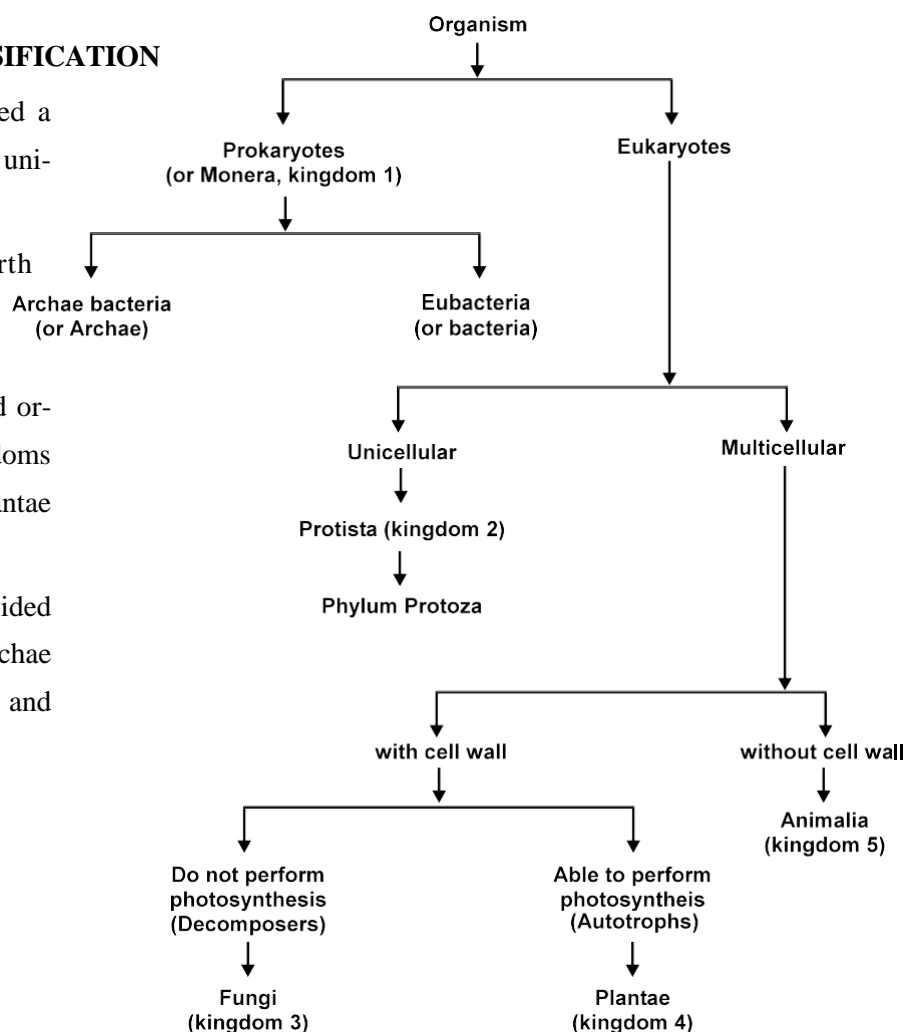 SIFICATION
ed a
uni-
rth
d or-
doms
antae
ided
chae
and
Organism
Prokaryotes
(or Monera, kingdom 1)
Eukaryotes
Archae bacteria
(or Archae)
Eubacteria
(or bacteria)
Unicellular
Multicellular
Protista (kingdom 2)
Phylum Protoza
with cell wall
without cell wall
Animalia
(kingdom 5)
Do not perform
photosynthesis
(Decomposers)
Able to perform
photosyntheis
(Autotrophs)
Fungi
(kingdom 3)
Plantae
(kingdom 4)